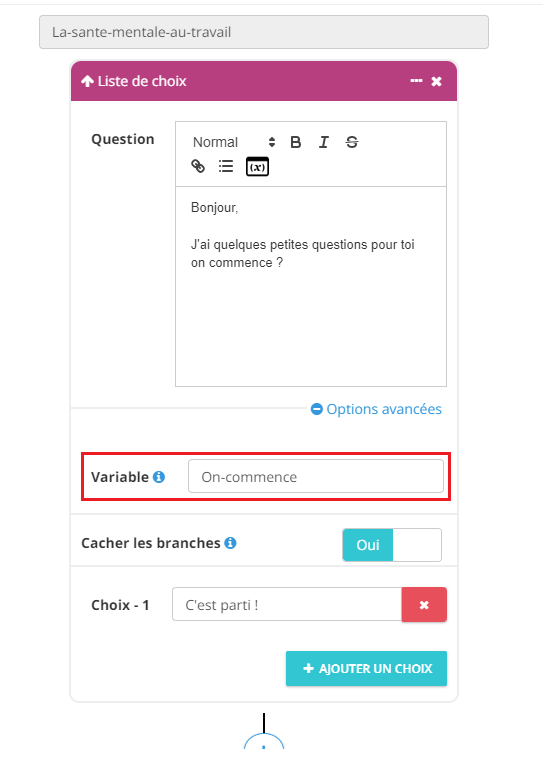 La-sante-mentale-au-travail
Liste de choix
Question
Normal B I S
(x)
Bonjour,
J'ai quelques petites questions pour toi
on commence ?
Options avancées
Variable On-commence
Cacher les branches Oui
Choix - 1 C'est parti !
AJOUTER UN CHOIX